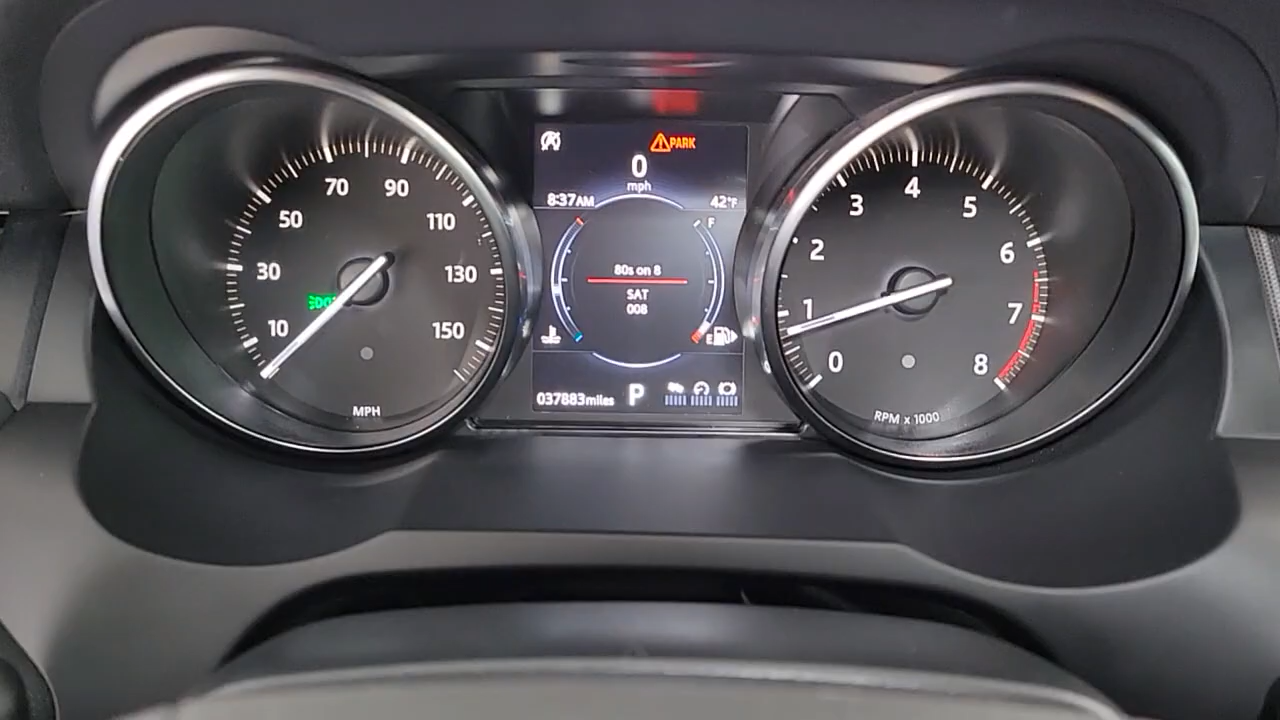 70 90
50 110
30 130
10 150
MPH
PARK
0
mph
8:37AM 42°F
F
80s on 8
SAT
008
E
037883miles P
4
3 5
2 6
1 7
0 8
RPM x 1000